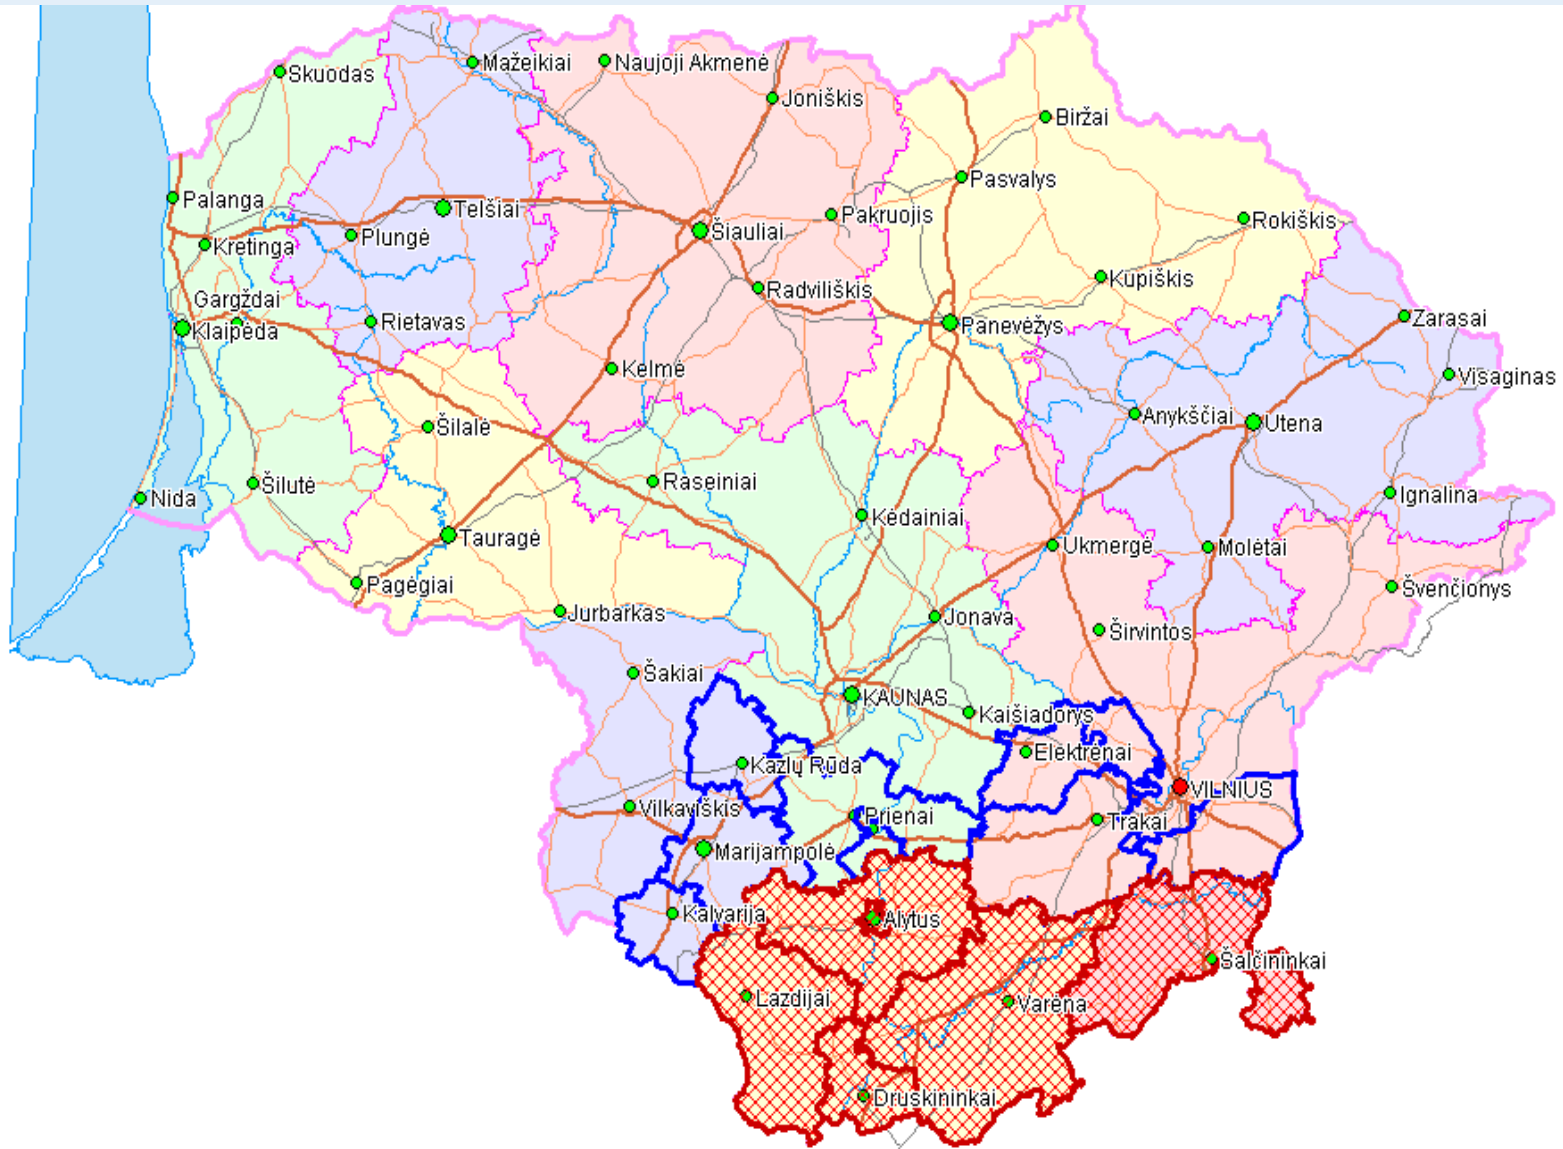 Mažeikiai
Naujoji Akmenė
Skuodas
Joniškis
Biržai
Pasvalys
Palanga
Telšiai
Pakruojis
Rokiškis
Plungė
Šiauliai
Kretinga
Kupiškis
Radviliškis
Gargždai
Klaipėda
Rietavas
Panevėžys
Zarasai
Kelmė
Visaginas
Šilalė
Anykščiai
Utena
Raseiniai
Šilutė
Nida
Ignalina
Kėdainiai
Tauragė
Ukmergė
Molėtai
Pagėgiai
Švenčionys
Jurbarkas
Jonava
Širvintos
Šakiai
KAUNAS
Kaišiadorys
Elektrėnai
Kazlų Rūda
VILNIUS
Vilkaviškis
Prienai
Trakai
Marijampolė
Kalvarija
Alytus
Šalčininkai
Lazdijai
Varėna
Druskininkai